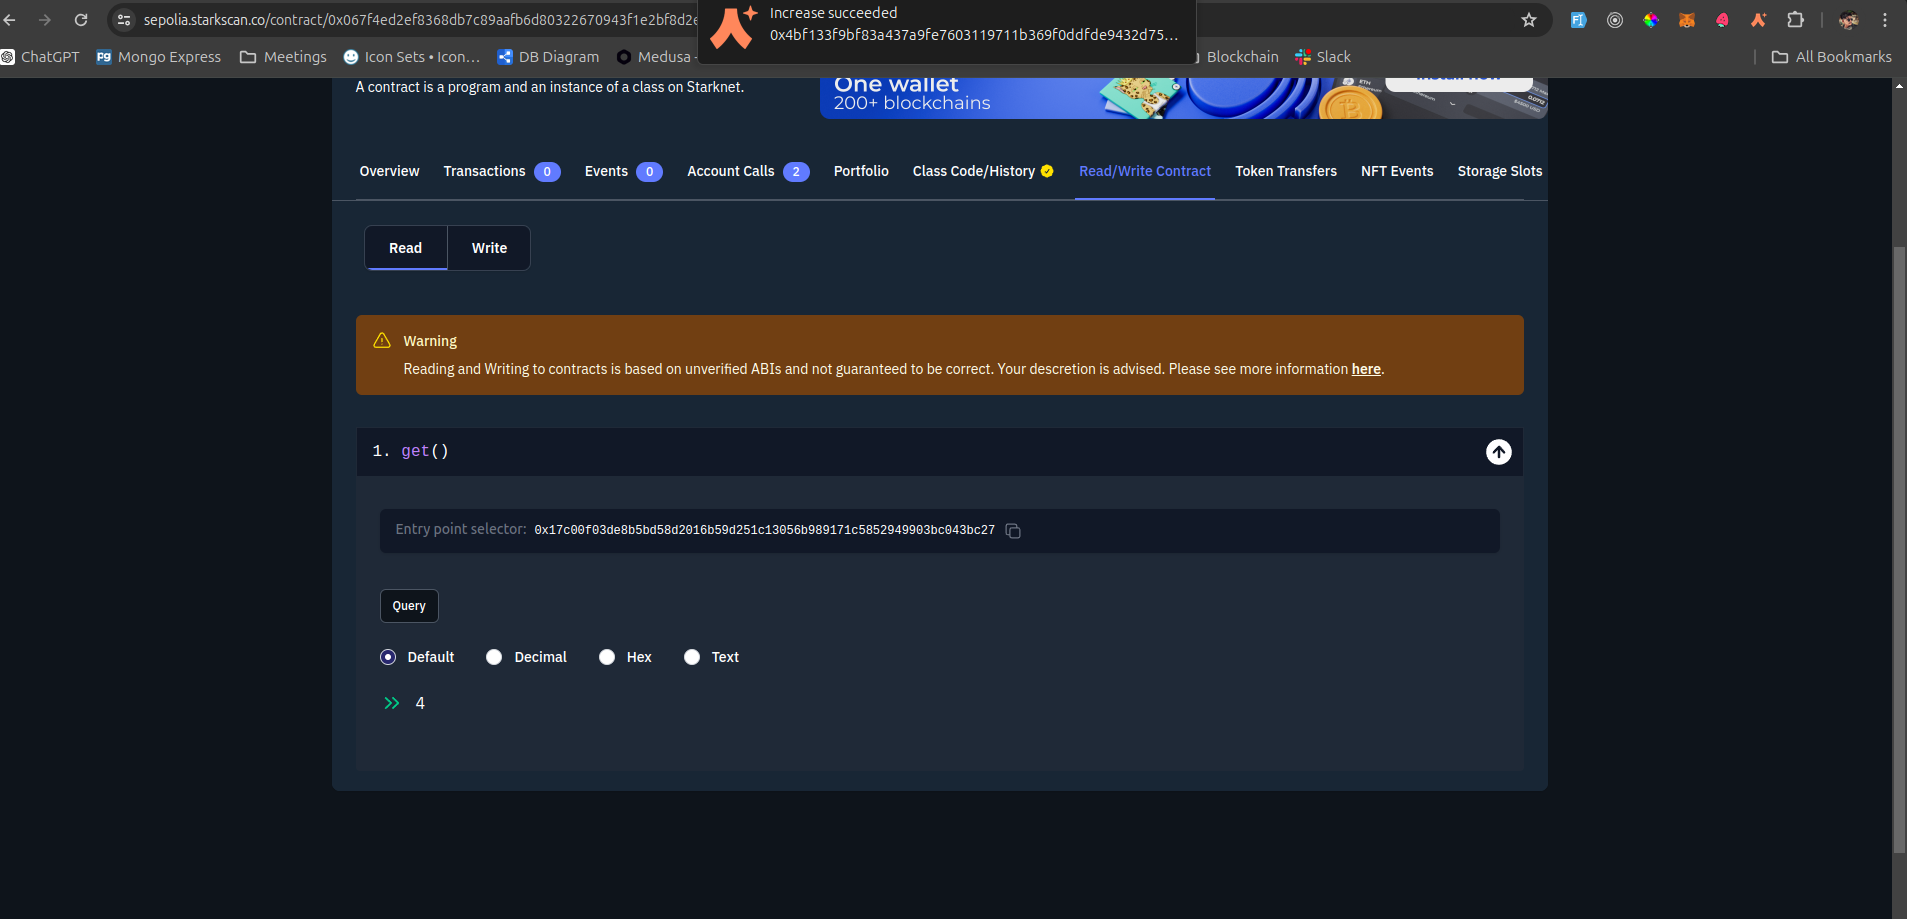 sepolia.starkscan.co/contract/0x067f4ed2ef8368db7c89aafb6d80322670943f1e2bf8d2e
Increase succeeded
0x4bf133f9bf83a437a9fe7603119711b369f0ddfde9432d75...
ChatGPT Mongo Express Meetings Icon Sets • Icon... DB Diagram Medusa Blockchain Slack All Bookmarks
A contract is a program and an instance of a class on Starknet.
One wallet
200+ blockchains
Install now
Overview Transactions 0 Events 0 Account Calls 2 Portfolio Class Code/History Read/Write Contract Token Transfers NFT Events Storage Slots
Read Write
Warning
Reading and Writing to contracts is based on unverified ABIs and not guaranteed to be correct. Your descretion is advised. Please see more information here.
1. get()
Entry point selector: 0x17c00f03de8b5bd58d2016b59d251c13056b989171c5852949903bc043bc27
Query
Default Decimal Hex Text
4